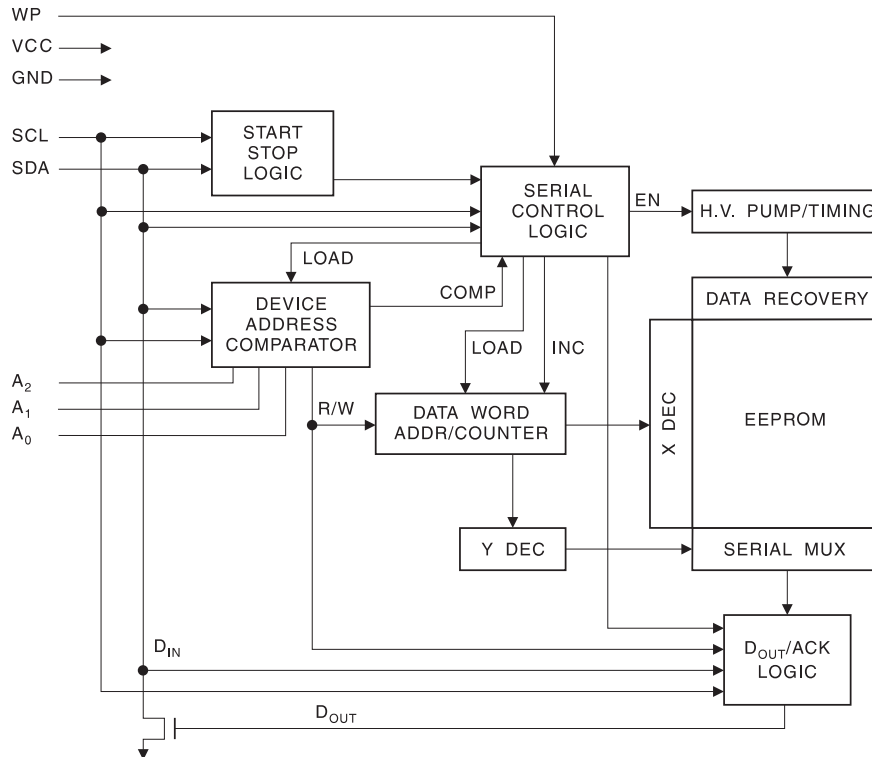 WP
VCC
GND
SCL
SDA
START
STOP
LOGIC
SERIAL
CONTROL
LOGIC
EN
H.V. PUMP/TIMING
LOAD
COMP
DEVICE
ADDRESS
COMPARATOR
DATA RECOVERY
LOAD
INC
A2
A1
A0
R/W
DATA WORD
ADDR/COUNTER
X DEC
EEPROM
Y DEC
SERIAL MUX
DIN
DOUT/ACK
LOGIC
DOUT